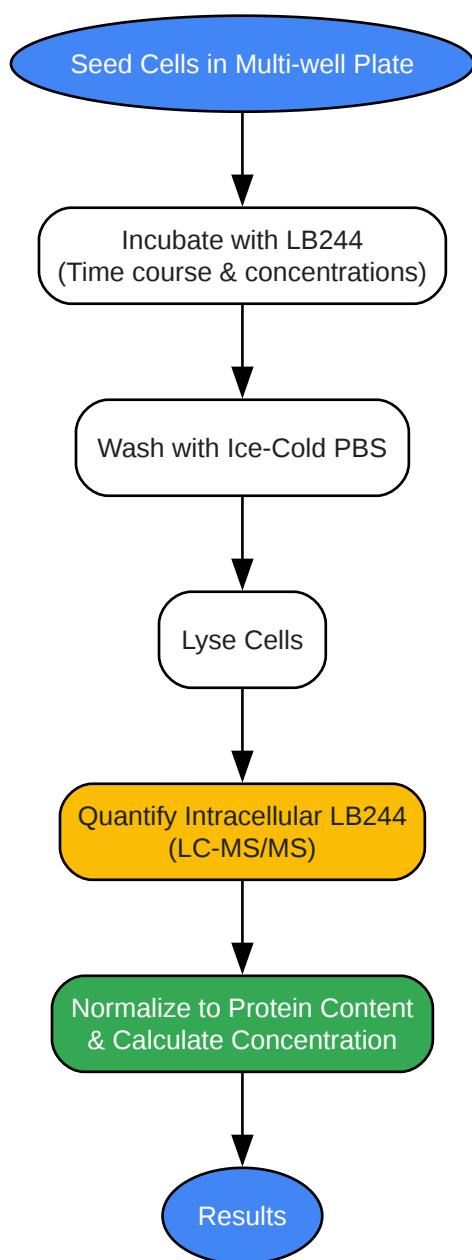 Seed Cells in Multi-well Plate
Incubate with LB244
(Time course & concentrations)
Wash with Ice-Cold PBS
Lyse Cells
Quantify Intracellular LB244
(LC-MS/MS)
Normalize to Protein Content
& Calculate Concentration
Results